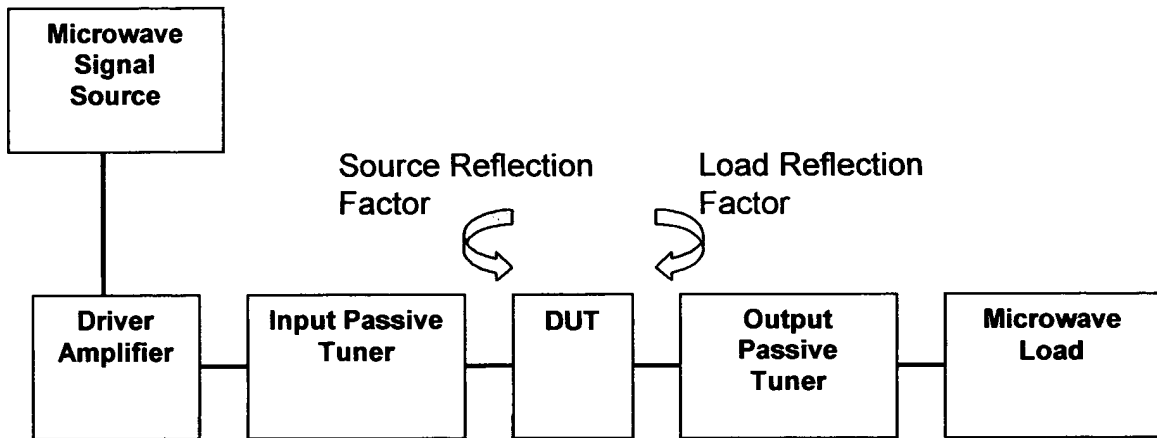 Microwave
Signal
Source
Source Reflection
Factor
Load Reflection
Factor
Driver
Amplifier
Input Passive
Tuner
DUT
Output
Passive
Tuner
Microwave
Load